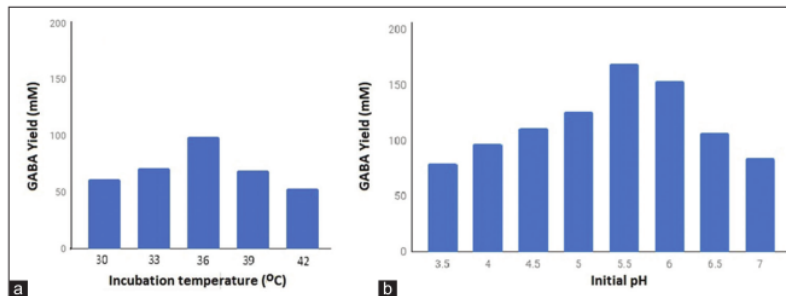 200
150
100
50
0
GABA Yield (mM)
30 33 36 39 42
Incubation temperature (⁰C)
a
200
150
100
50
0
GABA Yield (mM)
3.5 4 4.5 5 5.5 6 6.5 7
Initial pH
b